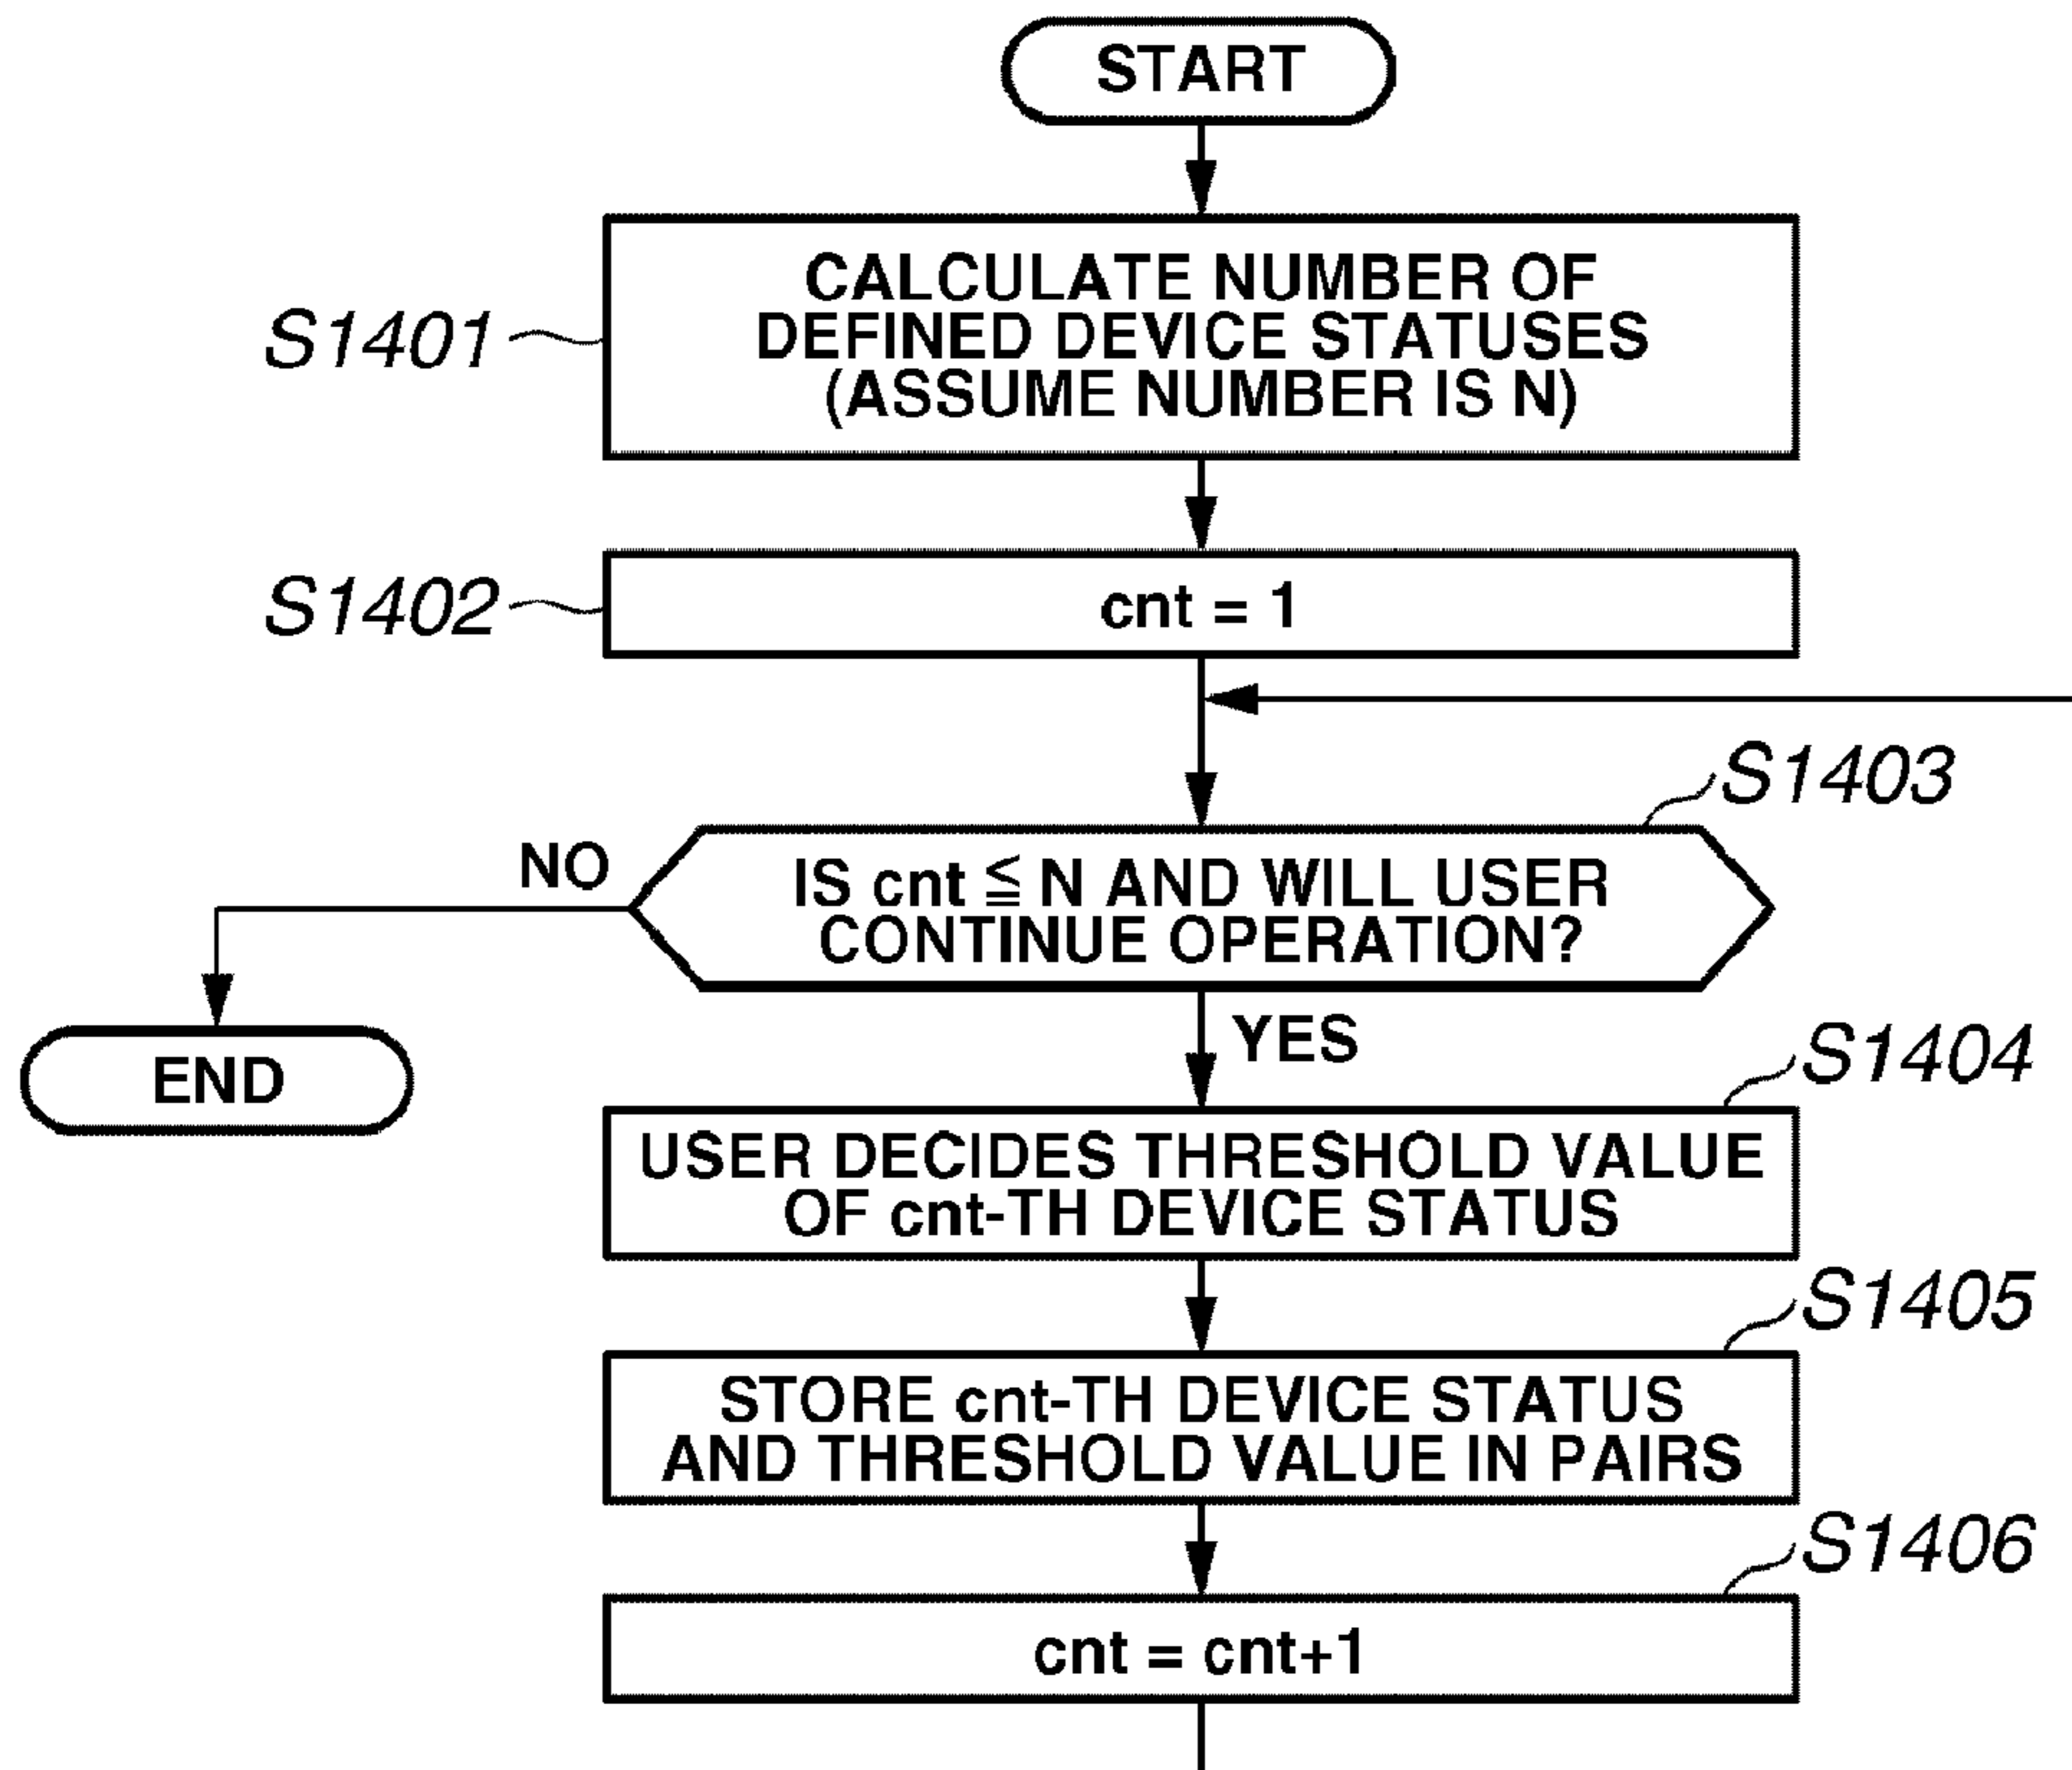 START
S1401
CALCULATE NUMBER OF
DEFINED DEVICE STATUSES
(ASSUME NUMBER IS N)
S1402
cnt = 1
S1403
NO
IS cnt ≦ N AND WILL USER
CONTINUE OPERATION?
END
YES
S1404
USER DECIDES THRESHOLD VALUE
OF cnt-TH DEVICE STATUS
S1405
STORE cnt-TH DEVICE STATUS
AND THRESHOLD VALUE IN PAIRS
S1406
cnt = cnt+1